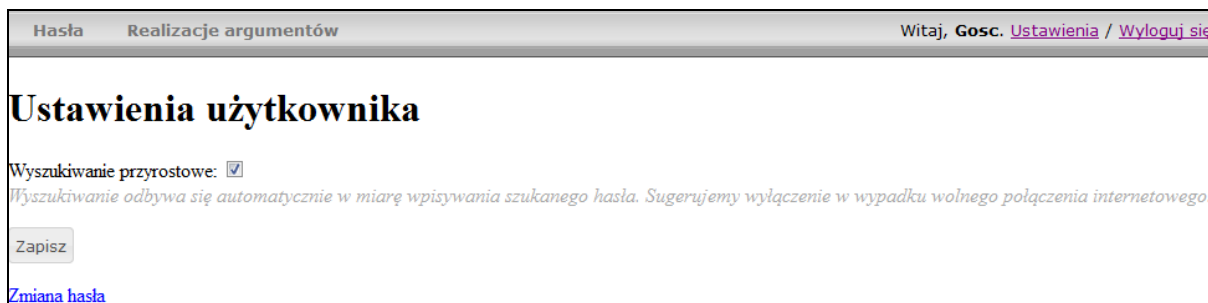 Hasła Realizacje argumentów Witaj, Gosc. Ustawienia / Wyloguj się
Ustawienia użytkownika
Wyszukiwanie przyrostowe:
Wyszukiwanie odbywa się automatycznie w miarę wpisywania szukanego hasła. Sugerujemy wyłączenie w wypadku wolnego połączenia internetowego.
Zapisz
Zmiana hasła